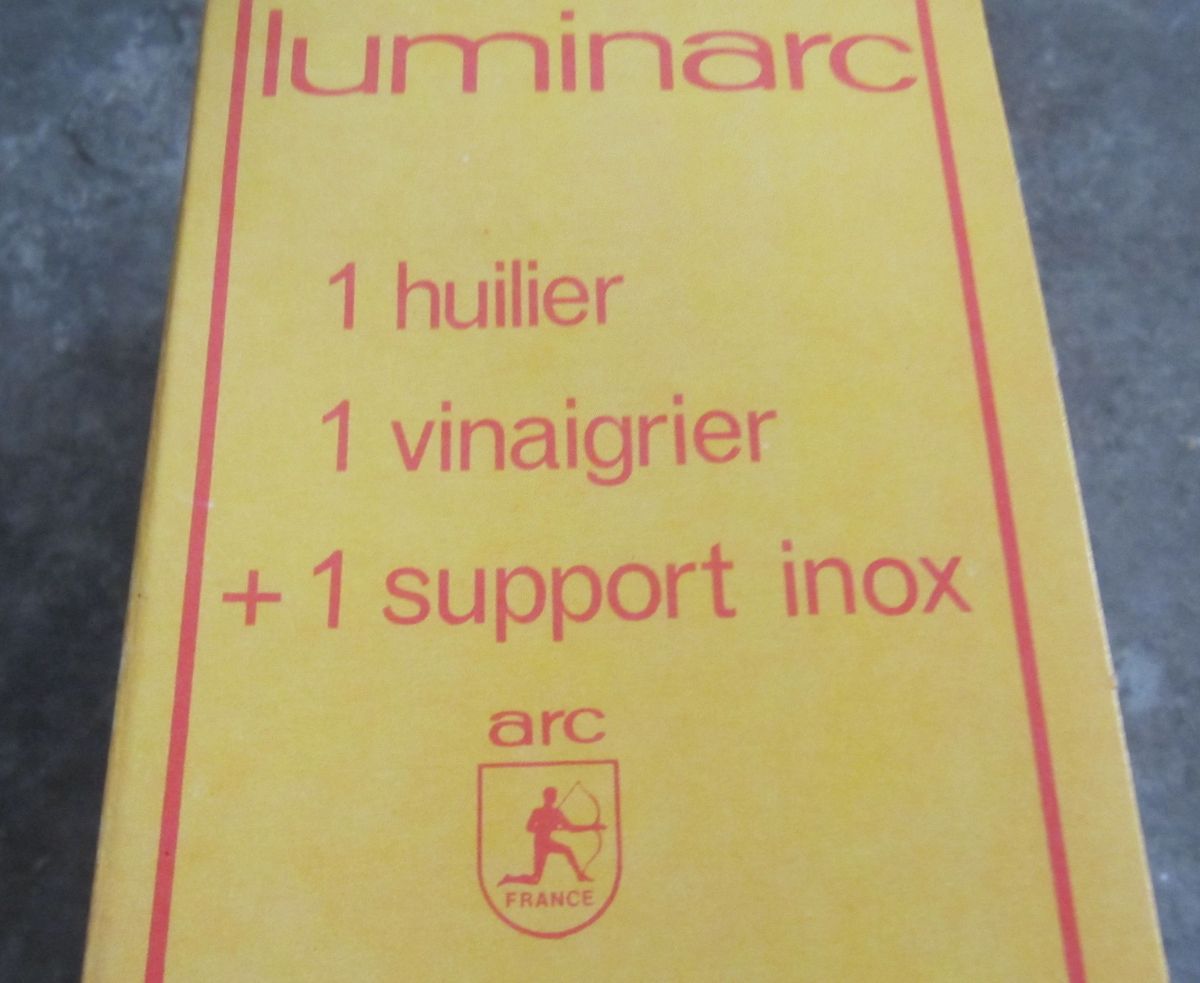 luminarc
1 huilier
1 vinaigrier
+ 1 support inox
arc
FRANCE